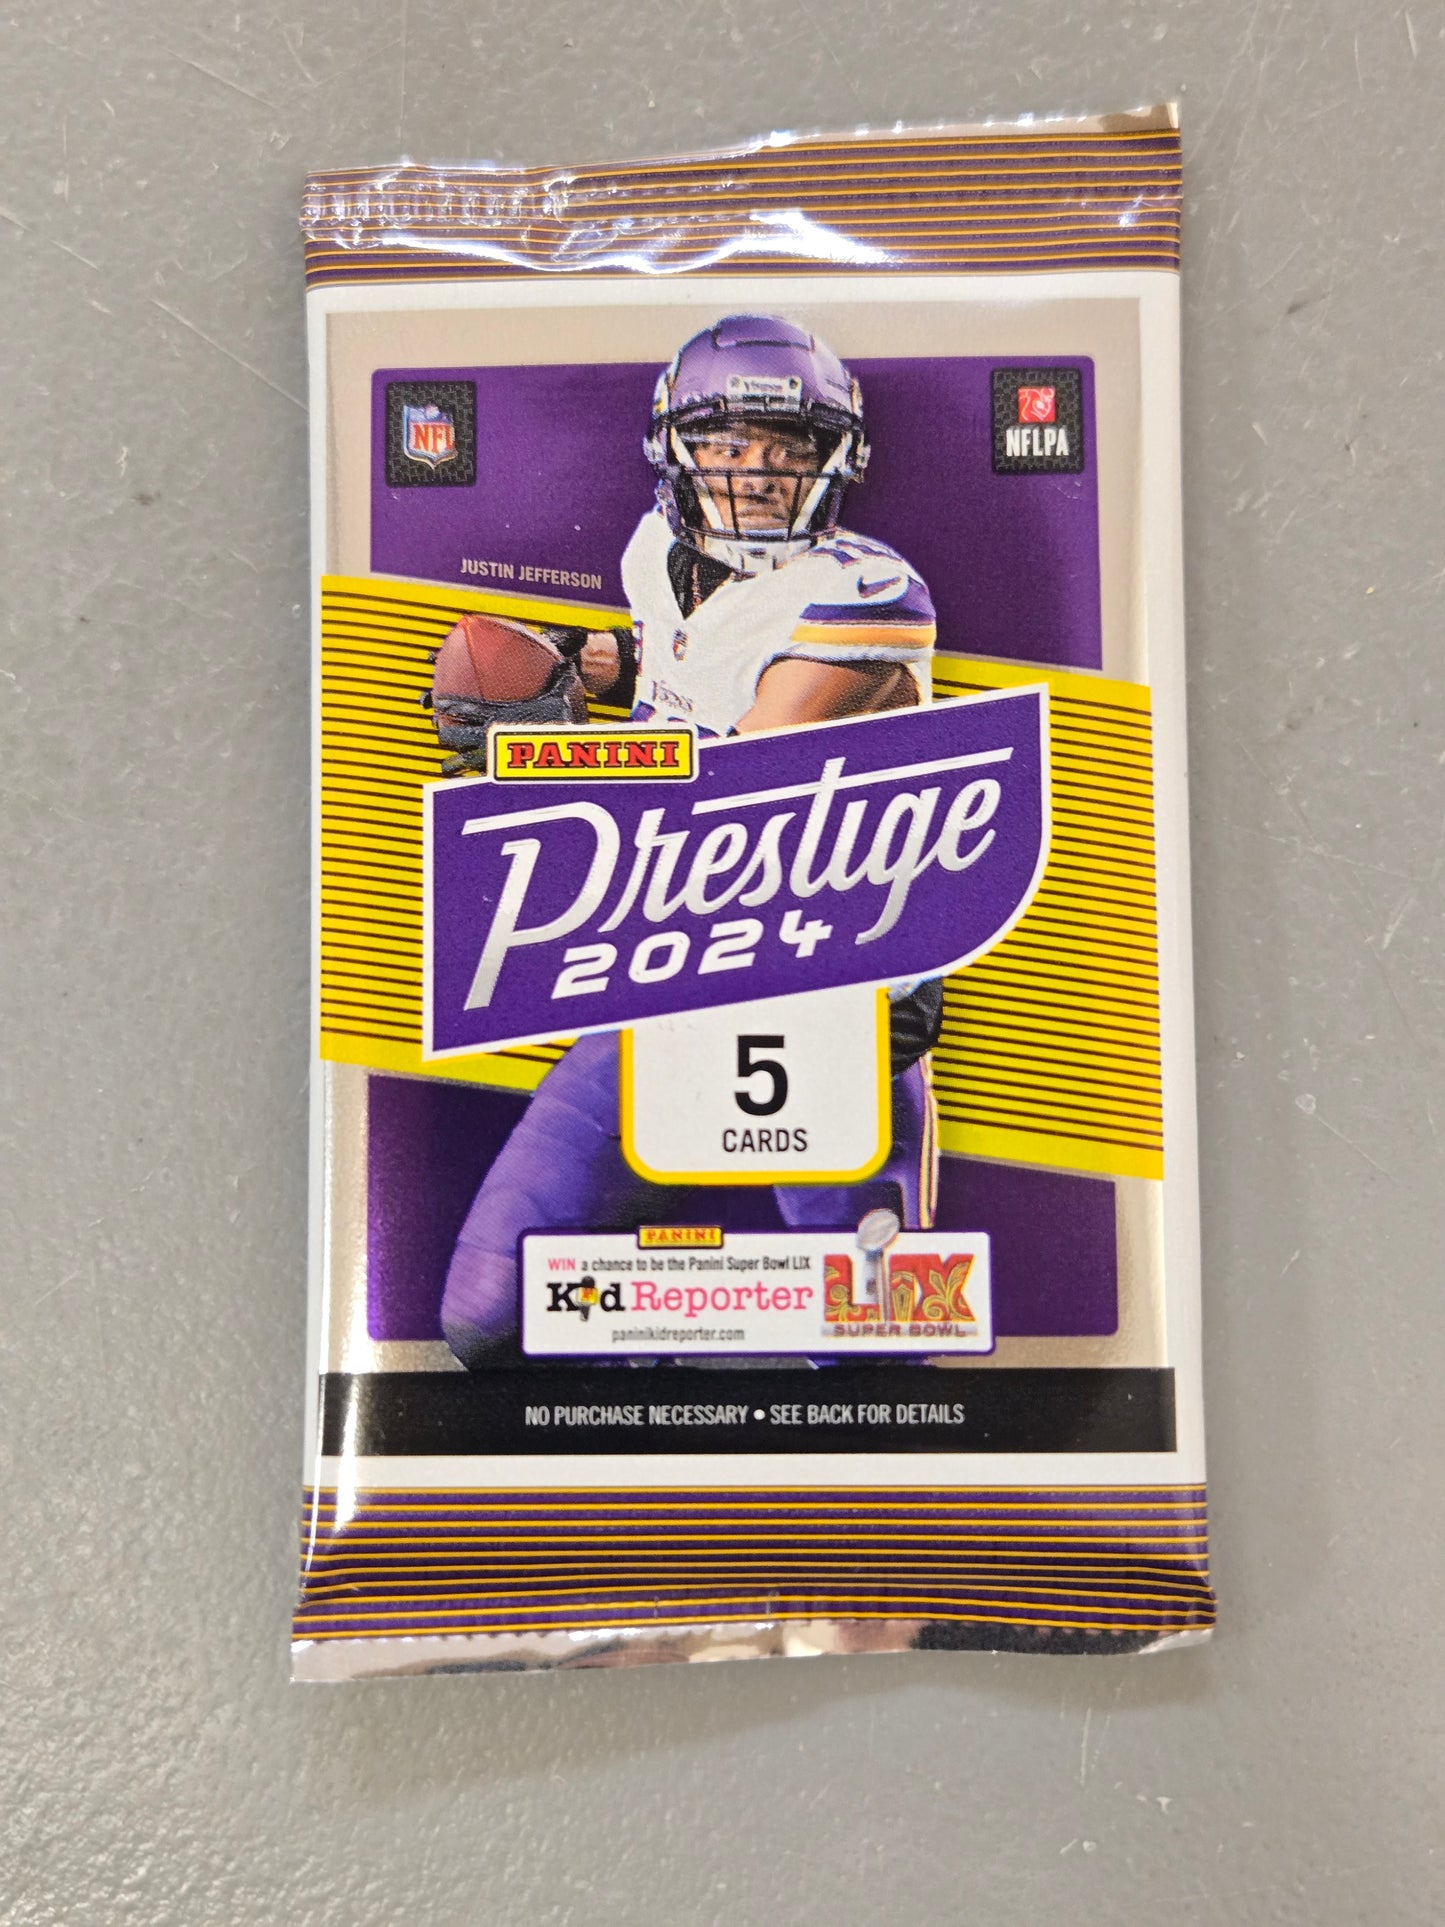 NFL
NFLPA
Vikings
JUSTIN JEFFERSON
PANINI
Prestige
2024
5
CARDS
PANINI
WIN a chance to be the Panini Super Bowl LIX
Kid Reporter
paninikidreporter.com
LIX
SUPER BOWL
NO PURCHASE NECESSARY • SEE BACK FOR DETAILS